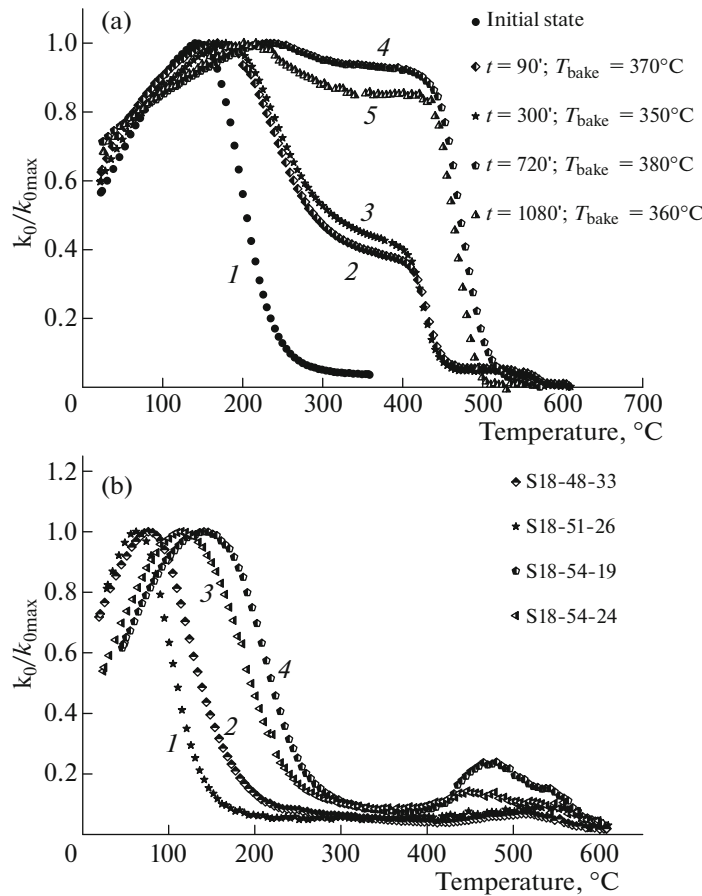 (a)
k₀/k₀max
1.0
0.8
0.6
0.4
0.2
0 100 200 300 400 500 600 700
Temperature, °C
1
2
3
4
5
Initial state
t = 90'; Tbake = 370°C
t = 300'; Tbake = 350°C
t = 720'; Tbake = 380°C
t = 1080'; Tbake = 360°C
(b)
k₀/k₀max
1.2
1.0
0.8
0.6
0.4
0.2
0 100 200 300 400 500 600
Temperature, °C
1
2
3
4
S18-48-33
S18-51-26
S18-54-19
S18-54-24